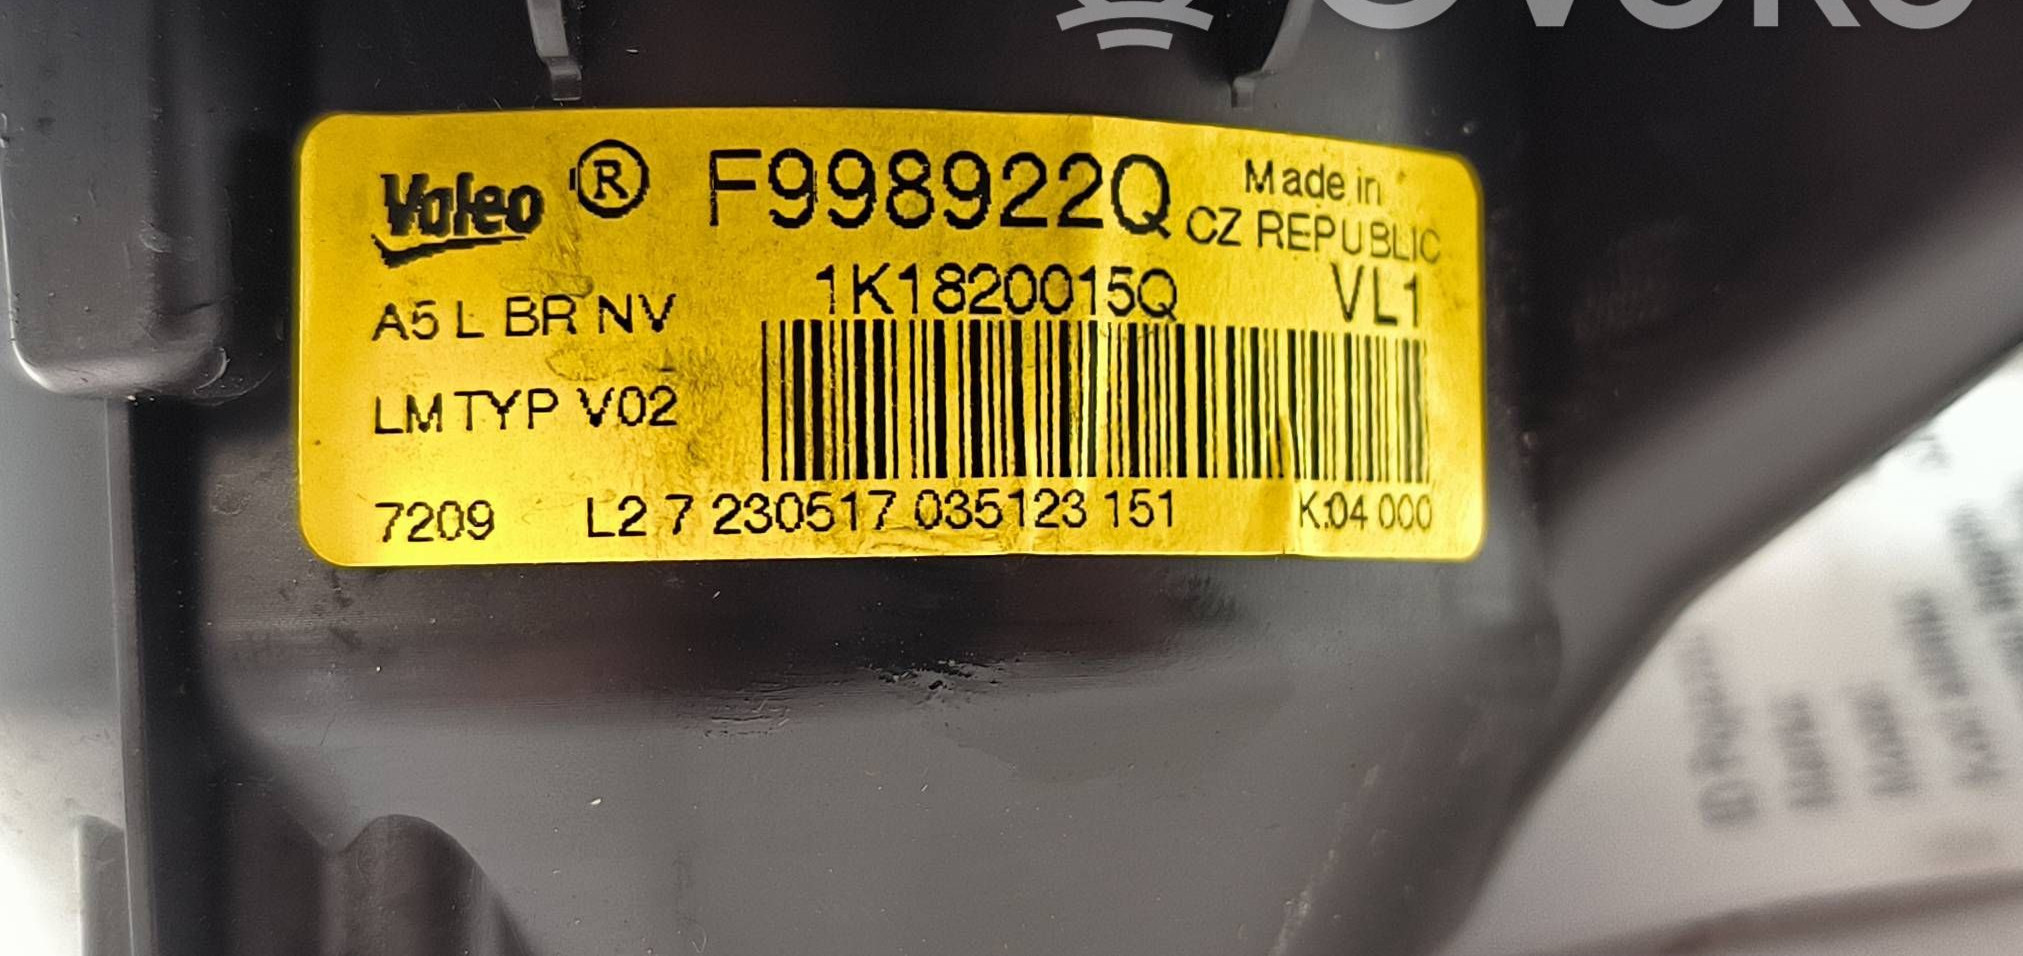 Valeo ® F998922Q Made in
CZ REPUBLIC
1K1820015Q VL1
A5 L BR NV
LM TYP V02
7209 L2 7 230517 035123 151 K:04 000